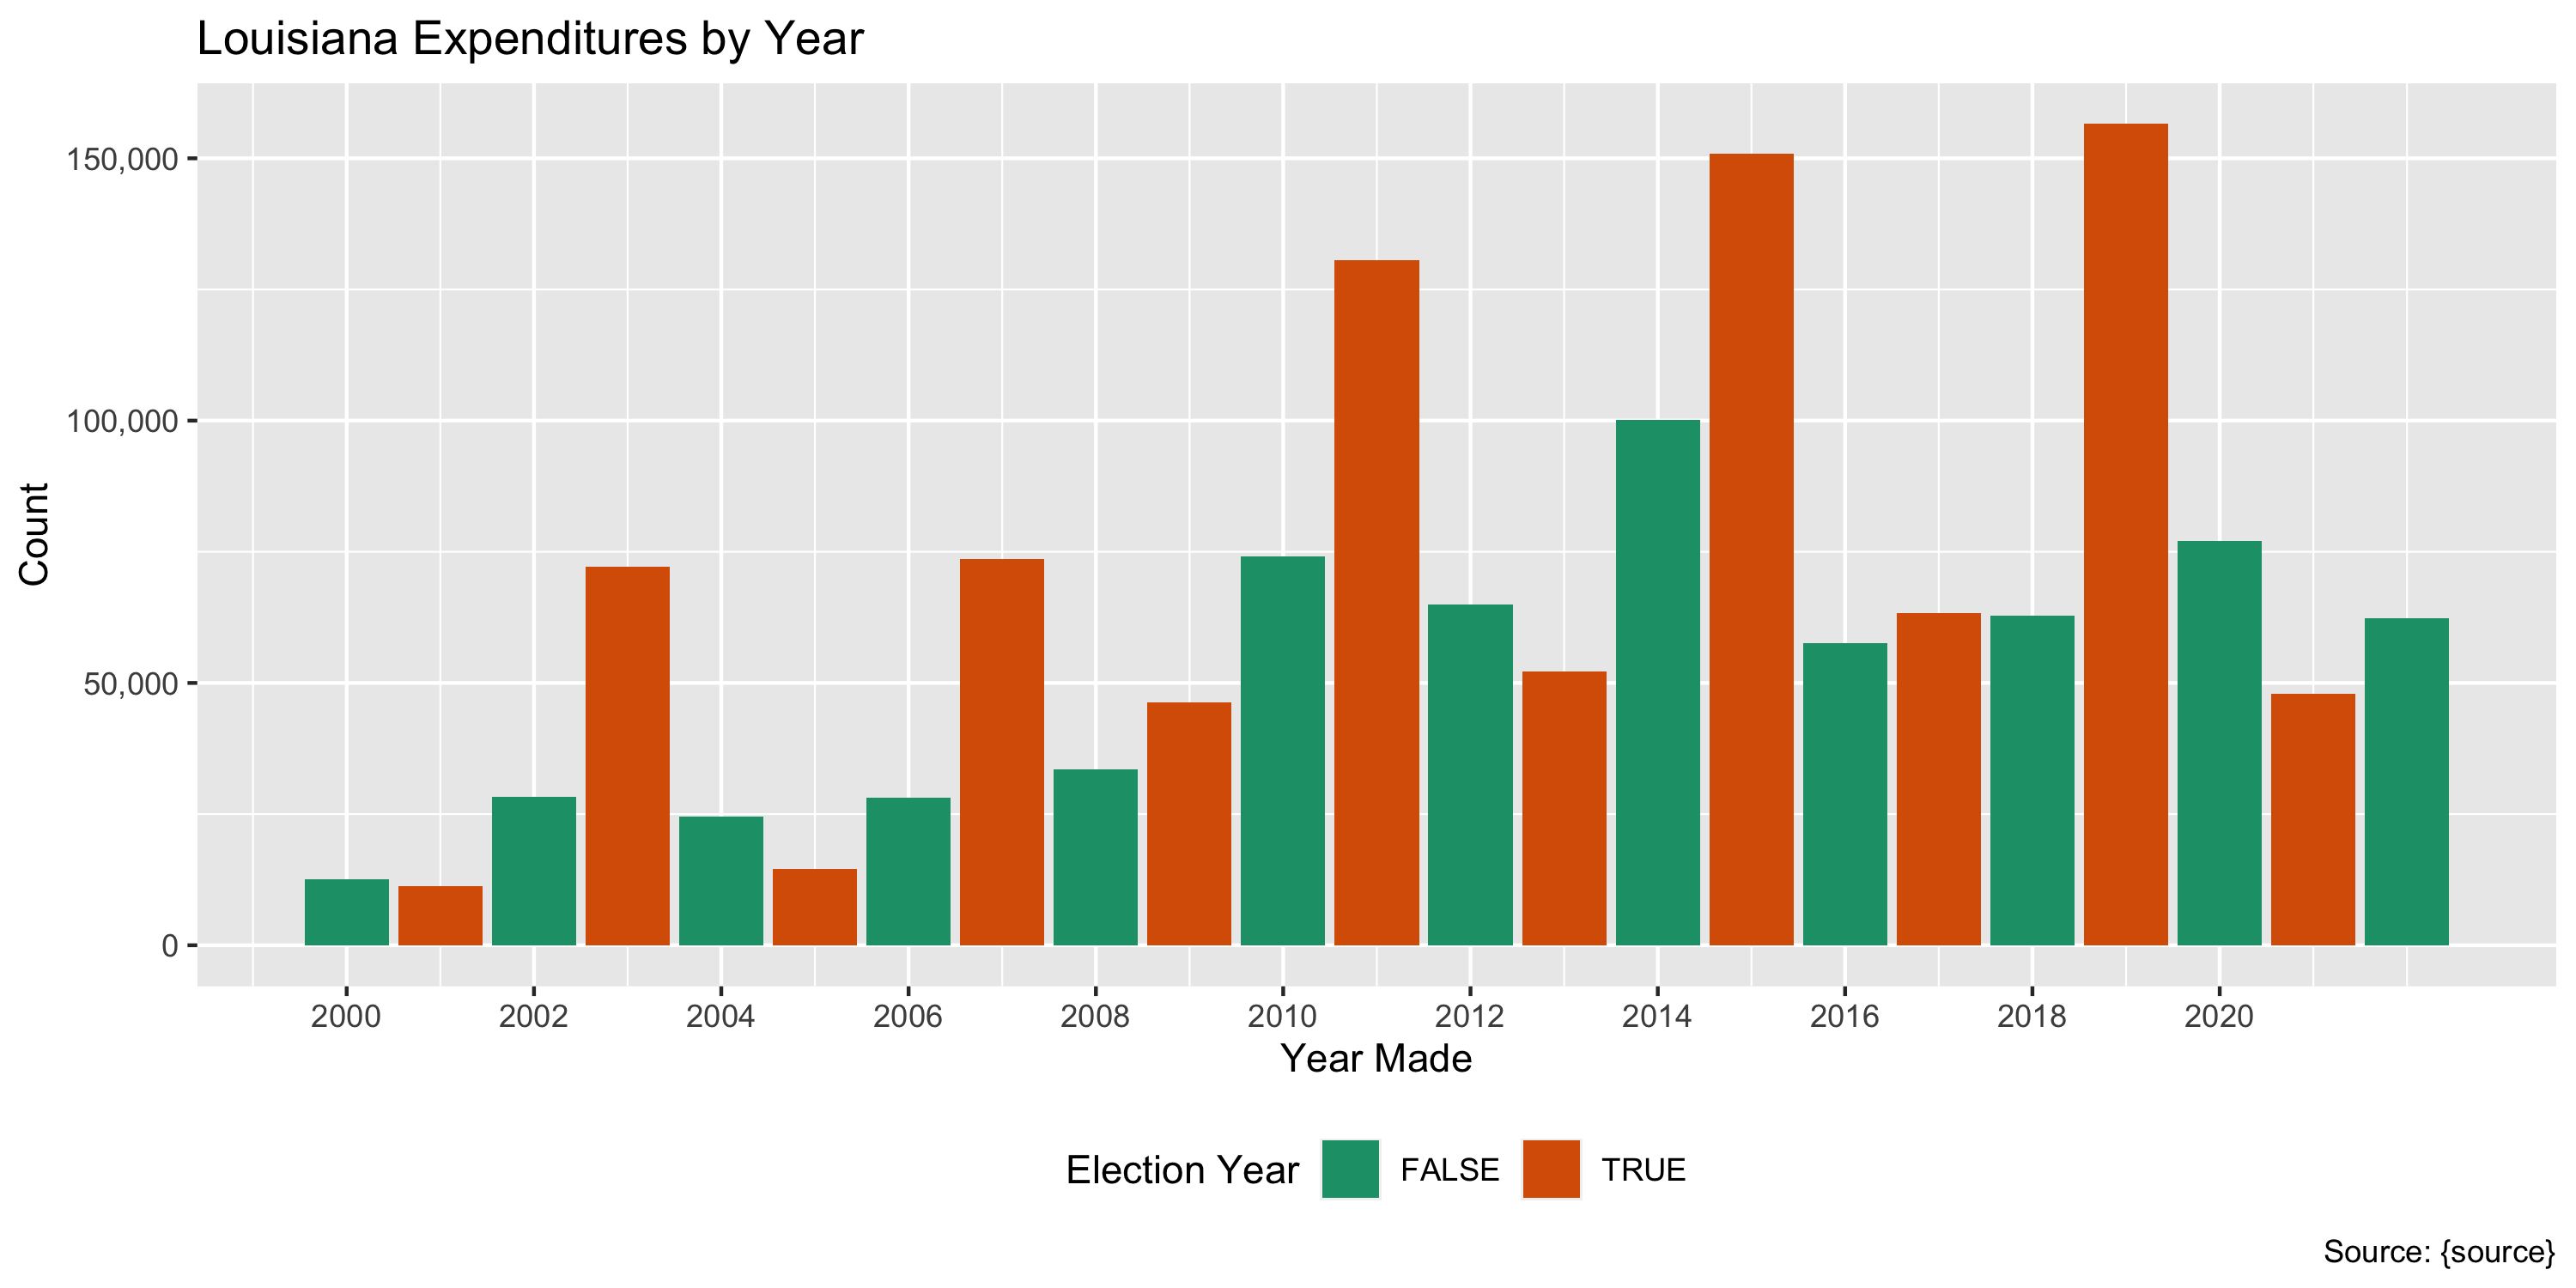 Louisiana Expenditures by Year
150,000
100,000
50,000
0
Count
2000 2002 2004 2006 2008 2010 2012 2014 2016 2018 2020
Year Made
Election Year FALSE TRUE
Source: {source}